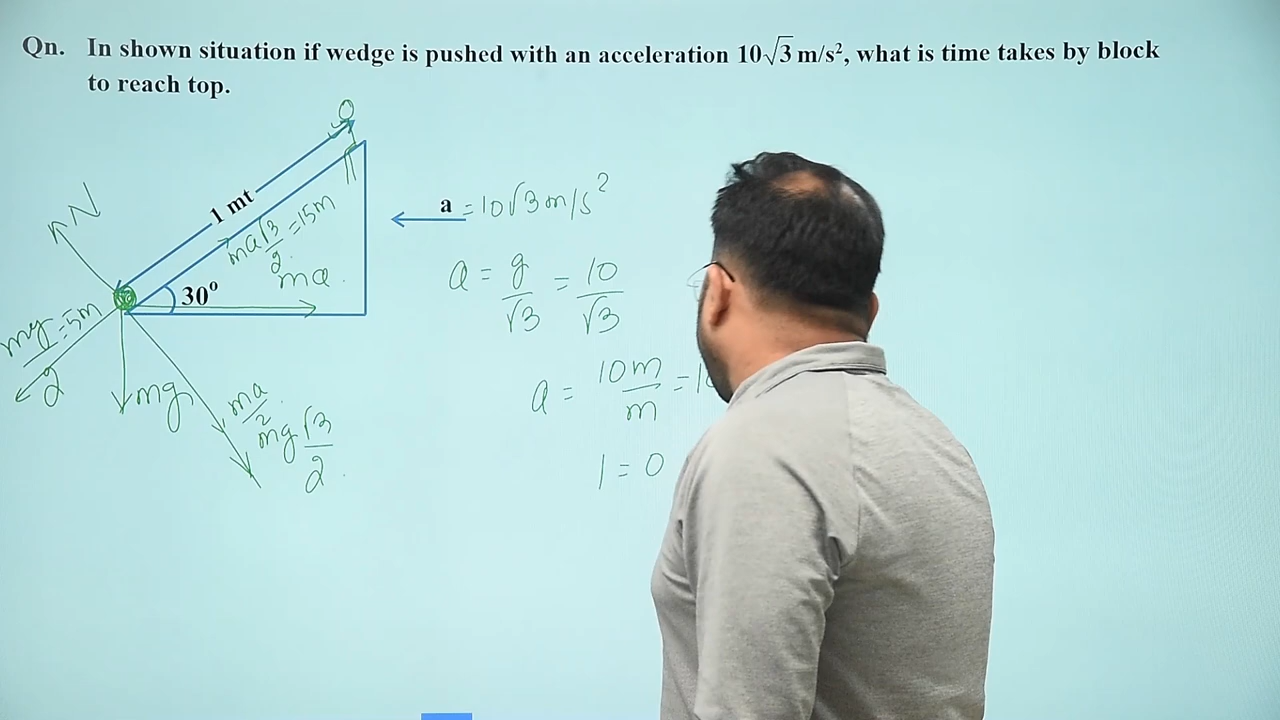 Qn. In shown situation if wedge is pushed with an acceleration 10√3 m/s², what is time takes by block
to reach top.
1 mt
a = 10√3 m/s²
N
ma√3/2 = 15m
ma
30°
a = g/√3 = 10/√3
mg/2 = 5m
mg
ma/2
mg√3/2
a = 10m/m = 1
1 = 0